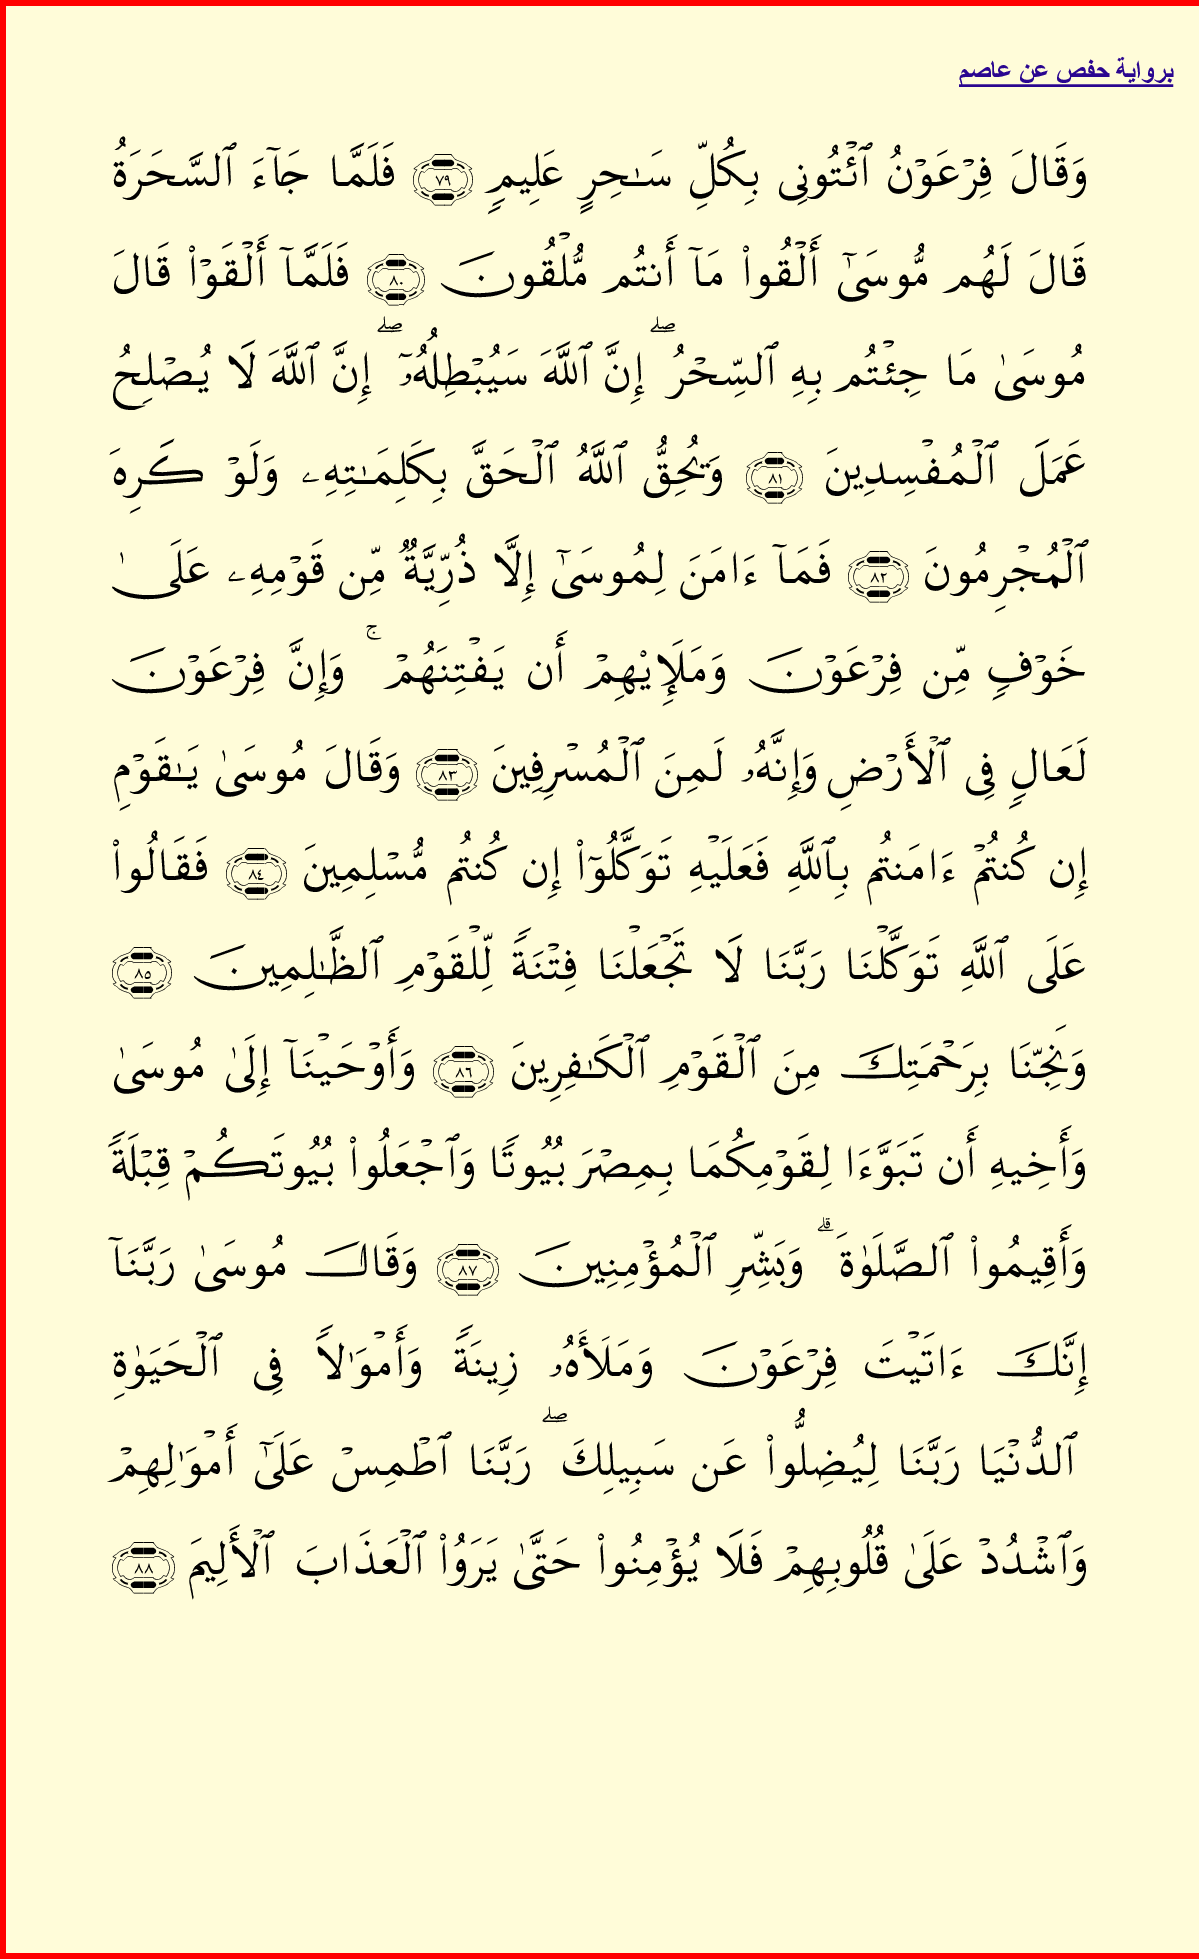 برواية حفص عن عاصم
وَقَالَ فِرْعَوْنُ ٱئْتُونِى بِكُلِّ سَـٰحِرٍ عَلِيمٍ ٧٩ فَلَمَّا جَآءَ ٱلسَّحَرَةُ
قَالَ لَهُم مُّوسَىٰٓ أَلْقُوا۟ مَآ أَنتُم مُّلْقُونَ ٨٠ فَلَمَّآ أَلْقَوْا۟ قَالَ
مُوسَىٰ مَا جِئْتُم بِهِ ٱلسِّحْرُ ۖ إِنَّ ٱللَّهَ سَيُبْطِلُهُۥٓ ۖ إِنَّ ٱللَّهَ لَا يُصْلِحُ
عَمَلَ ٱلْمُفْسِدِينَ ٨١ وَيُحِقُّ ٱللَّهُ ٱلْحَقَّ بِكَلِمَـٰتِهِۦ وَلَوْ كَرِهَ
ٱلْمُجْرِمُونَ ٨٢ فَمَآ ءَامَنَ لِمُوسَىٰٓ إِلَّا ذُرِّيَّةٌ مِّن قَوْمِهِۦ عَلَىٰ
خَوْفٍ مِّن فِرْعَوْنَ وَمَلَإِي۟هِمْ أَن يَفْتِنَهُمْ ۚ وَإِنَّ فِرْعَوْنَ
لَعَالٍ فِى ٱلْأَرْضِ وَإِنَّهُۥ لَمِنَ ٱلْمُسْرِفِينَ ٨٣ وَقَالَ مُوسَىٰ يَـٰقَوْمِ
إِن كُنتُمْ ءَامَنتُم بِٱللَّهِ فَعَلَيْهِ تَوَكَّلُوٓا۟ إِن كُنتُم مُّسْلِمِينَ ٨٤ فَقَالُوا۟
عَلَى ٱللَّهِ تَوَكَّلْنَا رَبَّنَا لَا تَجْعَلْنَا فِتْنَةً لِّلْقَوْمِ ٱلظَّـٰلِمِينَ ٨٥
وَنَجِّنَا بِرَحْمَتِكَ مِنَ ٱلْقَوْمِ ٱلْكَـٰفِرِينَ ٨٦ وَأَوْحَيْنَآ إِلَىٰ مُوسَىٰ
وَأَخِيهِ أَن تَبَوَّءَا لِقَوْمِكُمَا بِمِصْرَ بُيُوتًا وَٱجْعَلُوا۟ بُيُوتَكُمْ قِبْلَةً
وَأَقِيمُوا۟ ٱلصَّلَوٰةَ ۗ وَبَشِّرِ ٱلْمُؤْمِنِينَ ٨٧ وَقَالَ مُوسَىٰ رَبَّنَآ
إِنَّكَ ءَاتَيْتَ فِرْعَوْنَ وَمَلَأَهُۥ زِينَةً وَأَمْوَٰلًا فِى ٱلْحَيَوٰةِ
ٱلدُّنْيَا رَبَّنَا لِيُضِلُّوا۟ عَن سَبِيلِكَ ۖ رَبَّنَا ٱطْمِسْ عَلَىٰٓ أَمْوَٰلِهِمْ
وَٱشْدُدْ عَلَىٰ قُلُوبِهِمْ فَلَا يُؤْمِنُوا۟ حَتَّىٰ يَرَوُا۟ ٱلْعَذَابَ ٱلْأَلِيمَ ٨٨